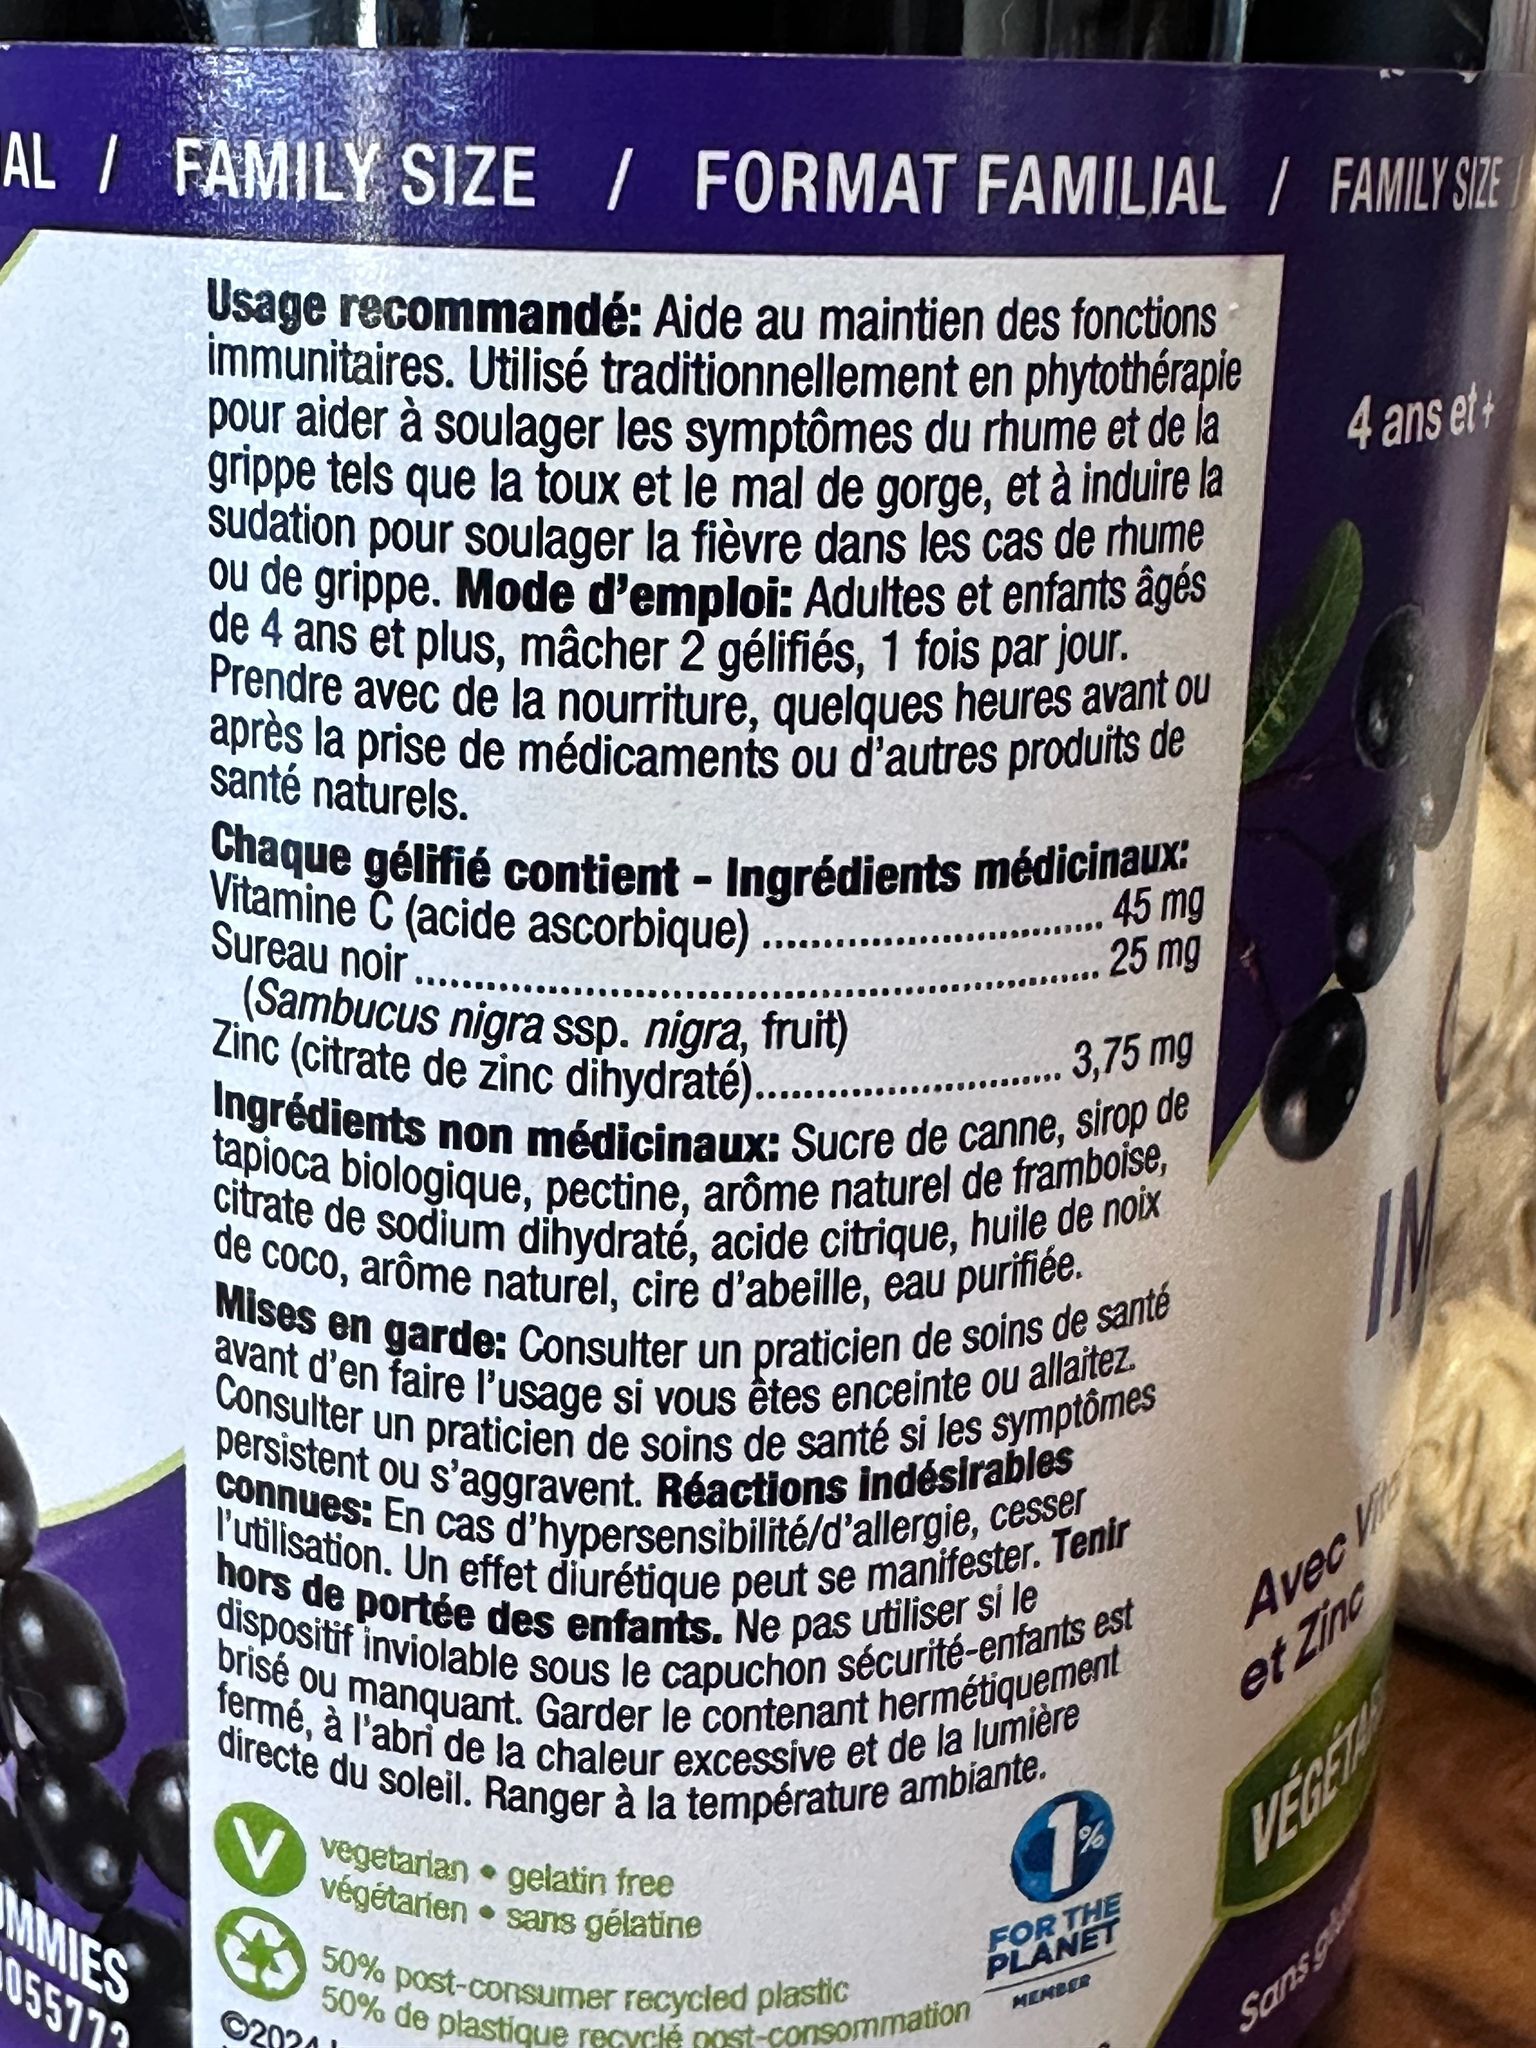 AL / FAMILY SIZE / FORMAT FAMILIAL / FAMILY SIZE /
Usage recommandé: Aide au maintien des fonctions
immunitaires. Utilisé traditionnellement en phytothérapie
pour aider à soulager les symptômes du rhume et de la
grippe tels que la toux et le mal de gorge, et à induire la
sudation pour soulager la fièvre dans les cas de rhume
ou de grippe. Mode d'emploi: Adultes et enfants âgés
de 4 ans et plus, mâcher 2 gélifiés, 1 fois par jour.
Prendre avec de la nourriture, quelques heures avant ou
après la prise de médicaments ou d'autres produits de
santé naturels.
Chaque gélifié contient - Ingrédients médicinaux:
Vitamine C (acide ascorbique) .............................. 45 mg
Sureau noir .............................. 25 mg
(Sambucus nigra ssp. nigra, fruit)
Zinc (citrate de zinc dihydraté).............................. 3,75 mg
Ingrédients non médicinaux: Sucre de canne, sirop de
tapioca biologique, pectine, arôme naturel de framboise,
citrate de sodium dihydraté, acide citrique, huile de noix
de coco, arôme naturel, cire d'abeille, eau purifiée.
Mises en garde: Consulter un praticien de soins de santé
avant d'en faire l'usage si vous êtes enceinte ou allaitez.
Consulter un praticien de soins de santé si les symptômes
persistent ou s'aggravent. Réactions indésirables
connues: En cas d'hypersensibilité/d'allergie, cesser
l'utilisation. Un effet diurétique peut se manifester. Tenir
hors de portée des enfants. Ne pas utiliser si le
dispositif inviolable sous le capuchon sécurité-enfants est
brisé ou manquant. Garder le contenant hermétiquement
fermé, à l'abri de la chaleur excessive et de la lumière
directe du soleil. Ranger à la température ambiante.
V
vegetarian • gelatin free
végétarien • sans gélatine
50% post-consumer recycled plastic
50% de plastique recyclé post-consommation
©2024
1%
FOR THE
PLANET
MEMBER
4 ans et +
IM
Avec
et Zinc
VÉGÉTA
Sans
MMIES